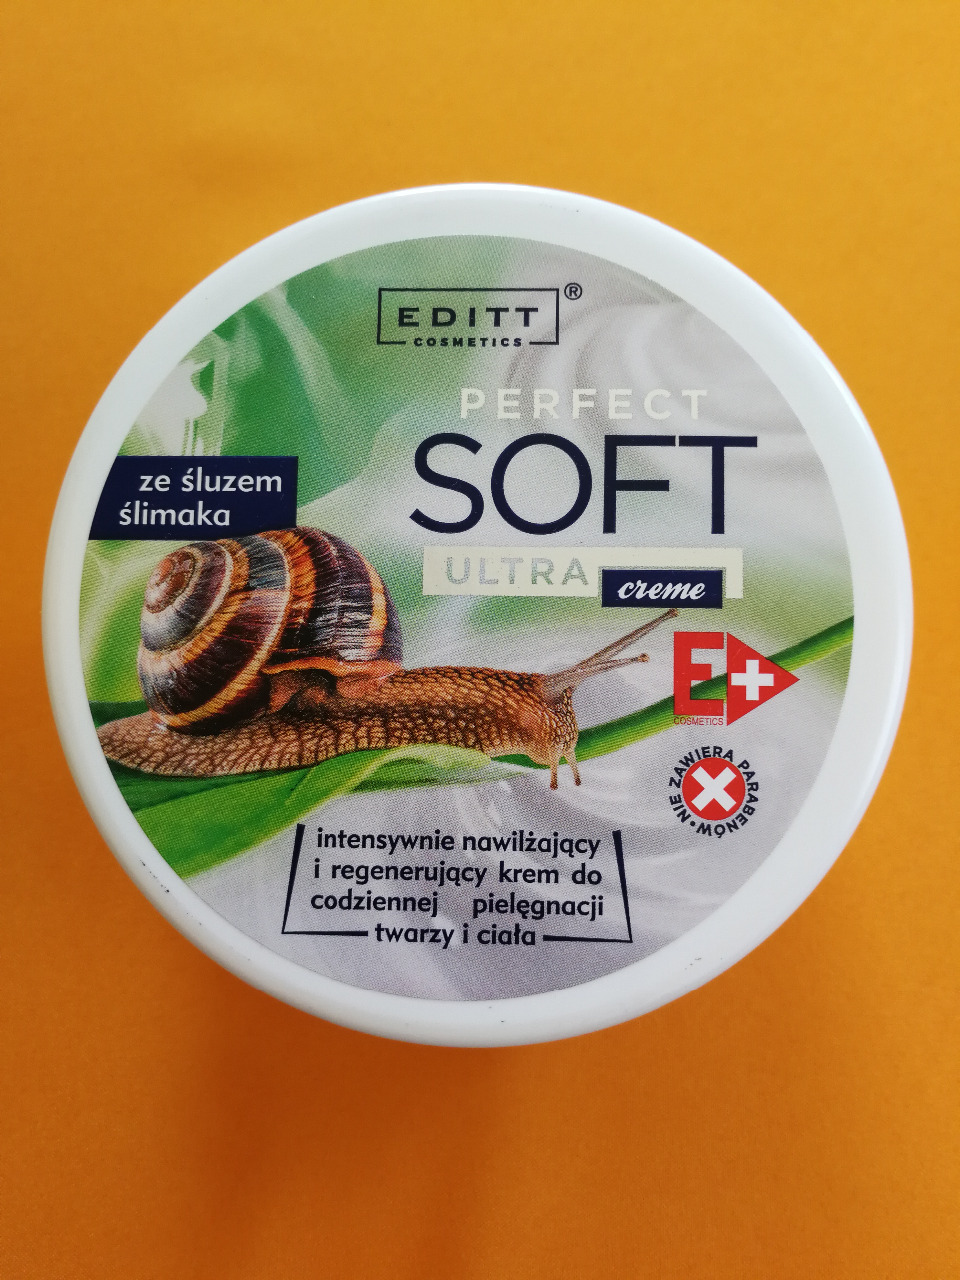 EDITT ®
COSMETICS
PERFECT
SOFT
ULTRA
creme
ze śluzem
ślimaka
E+
COSMETICS
NIE ZAWIERA PARABENÓW •
intensywnie nawilżający
i regenerujący krem do
codziennej pielęgnacji
twarzy i ciała